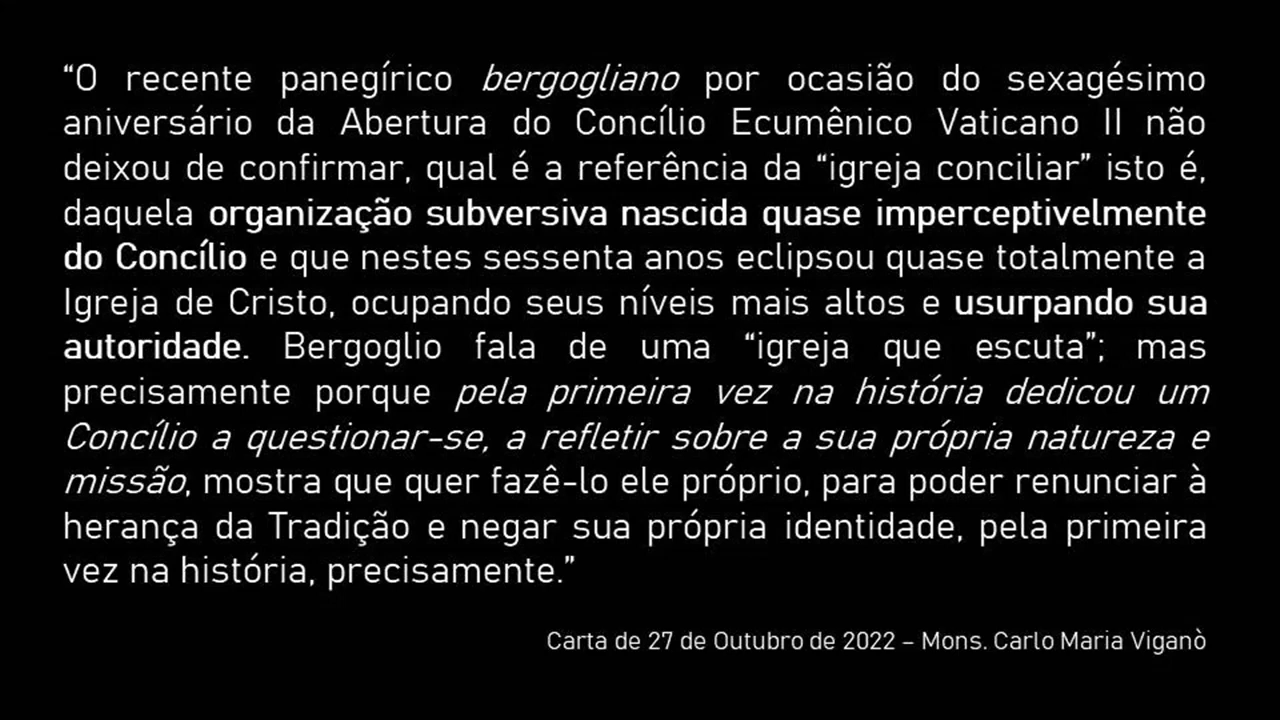 “O recente panegírico bergogliano por ocasião do sexagésimo
aniversário da Abertura do Concílio Ecumênico Vaticano II não
deixou de confirmar, qual é a referência da “igreja conciliar” isto é,
daquela organização subversiva nascida quase imperceptivelmente
do Concílio e que nestes sessenta anos eclipsou quase totalmente a
Igreja de Cristo, ocupando seus níveis mais altos e usurpando sua
autoridade. Bergoglio fala de uma “igreja que escuta”; mas
precisamente porque pela primeira vez na história dedicou um
Concílio a questionar-se, a refletir sobre a sua própria natureza e
missão, mostra que quer fazê-lo ele próprio, para poder renunciar à
herança da Tradição e negar sua própria identidade, pela primeira
vez na história, precisamente.”
Carta de 27 de Outubro de 2022 – Mons. Carlo Maria Viganò